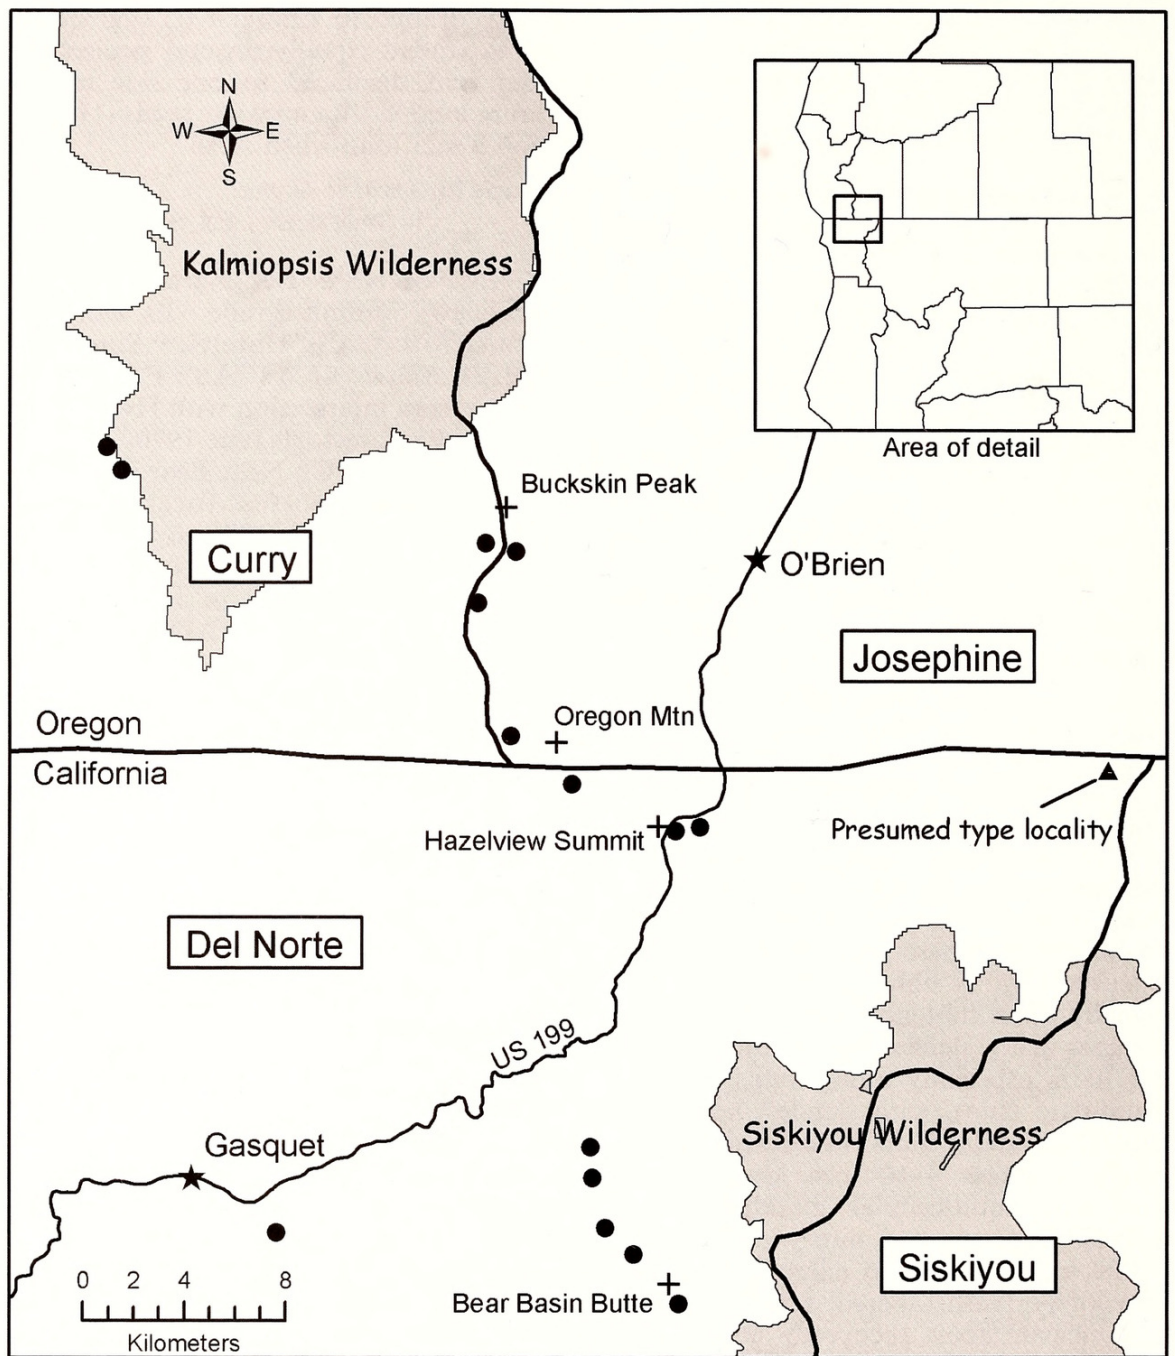 N
W E
S
Kalmiopsis Wilderness
Area of detail
Buckskin Peak
Curry
O'Brien
Josephine
Oregon Mtn
Oregon
California
Presumed type locality
Hazelview Summit
Del Norte
US 199
Siskiyou Wilderness
Gasquet
Siskiyou
0 2 4 8
Bear Basin Butte
Kilometers